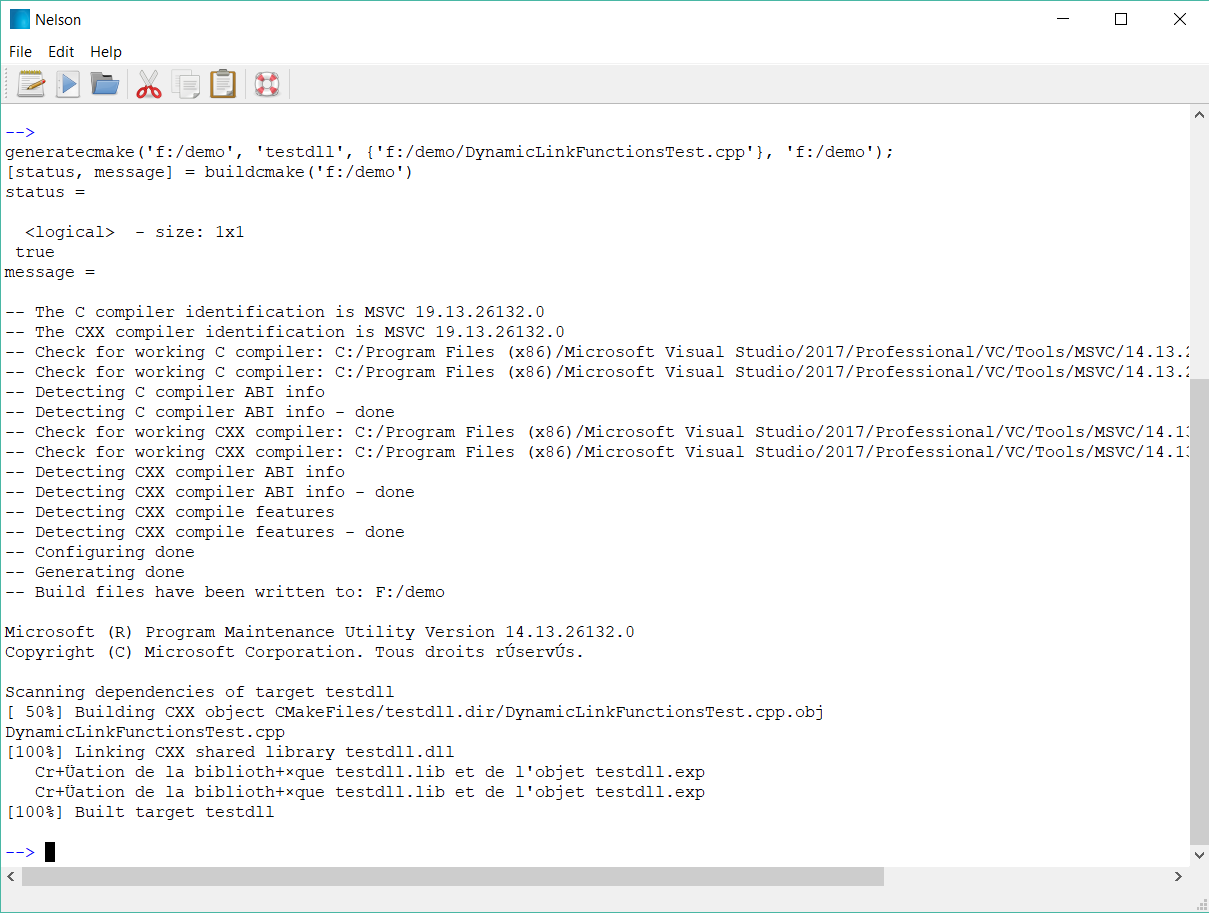 Nelson
File Edit Help
-->
generatecmake('f:/demo', 'testdll', {'f:/demo/DynamicLinkFunctionsTest.cpp'}, 'f:/demo');
[status, message] = buildcmake('f:/demo')
status =
<logical>  - size: 1x1
true
message =
-- The C compiler identification is MSVC 19.13.26132.0
-- The CXX compiler identification is MSVC 19.13.26132.0
-- Check for working C compiler: C:/Program Files (x86)/Microsoft Visual Studio/2017/Professional/VC/Tools/MSVC/14.13.2
-- Check for working C compiler: C:/Program Files (x86)/Microsoft Visual Studio/2017/Professional/VC/Tools/MSVC/14.13.2
-- Detecting C compiler ABI info
-- Detecting C compiler ABI info - done
-- Check for working CXX compiler: C:/Program Files (x86)/Microsoft Visual Studio/2017/Professional/VC/Tools/MSVC/14.13
-- Check for working CXX compiler: C:/Program Files (x86)/Microsoft Visual Studio/2017/Professional/VC/Tools/MSVC/14.13
-- Detecting CXX compiler ABI info
-- Detecting CXX compiler ABI info - done
-- Detecting CXX compile features
-- Detecting CXX compile features - done
-- Configuring done
-- Generating done
-- Build files have been written to: F:/demo
Microsoft (R) Program Maintenance Utility Version 14.13.26132.0
Copyright (C) Microsoft Corporation. Tous droits rÚservÚs.
Scanning dependencies of target testdll
[ 50%] Building CXX object CMakeFiles/testdll.dir/DynamicLinkFunctionsTest.cpp.obj
DynamicLinkFunctionsTest.cpp
[100%] Linking CXX shared library testdll.dll
Cr+Üation de la biblioth+×que testdll.lib et de l'objet testdll.exp
Cr+Üation de la biblioth+×que testdll.lib et de l'objet testdll.exp
[100%] Built target testdll
-->